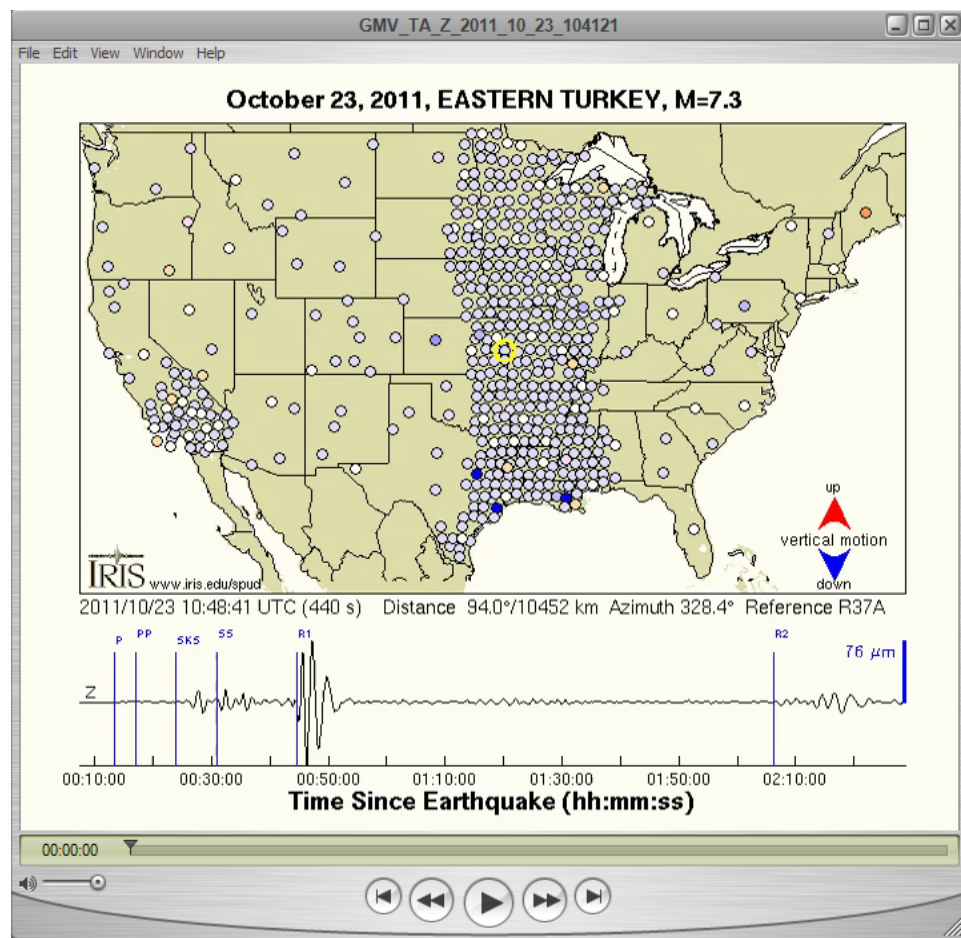 GMV_TA_Z_2011_10_23_104121
File Edit View Window Help
October 23, 2011, EASTERN TURKEY, M=7.3
up
vertical motion
down
IRIS www.iris.edu/spud
2011/10/23 10:48:41 UTC (440 s) Distance 94.0°/10452 km Azimuth 328.4° Reference R37A
P PP SKS SS R1 R2
76 μm
Z
00:10:00 00:30:00 00:50:00 01:10:00 01:30:00 01:50:00 02:10:00
Time Since Earthquake (hh:mm:ss)
00:00:00